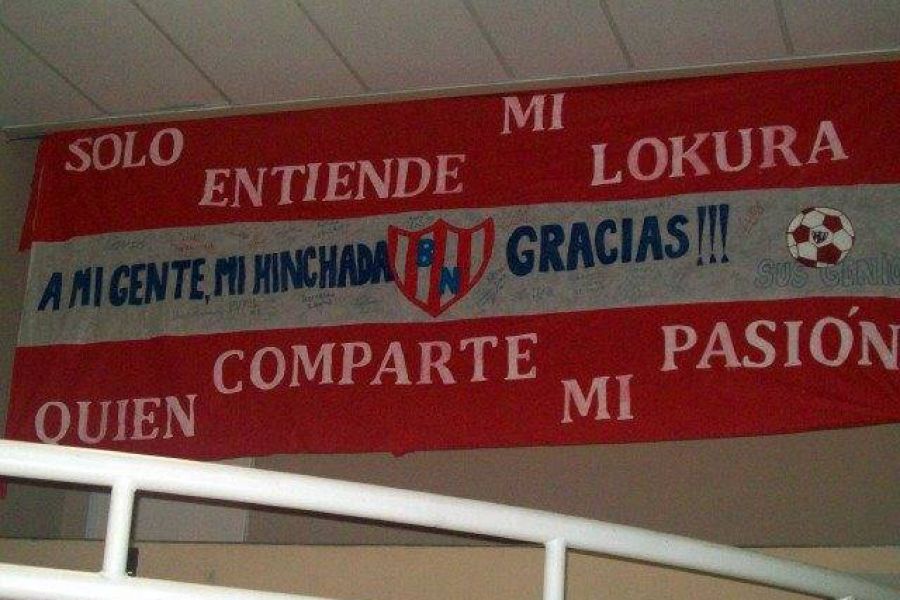 SOLO ENTIENDE MI LOKURA
A MI GENTE, MI HINCHADA BN GRACIAS!!!
QUIEN COMPARTE MI PASIÓN